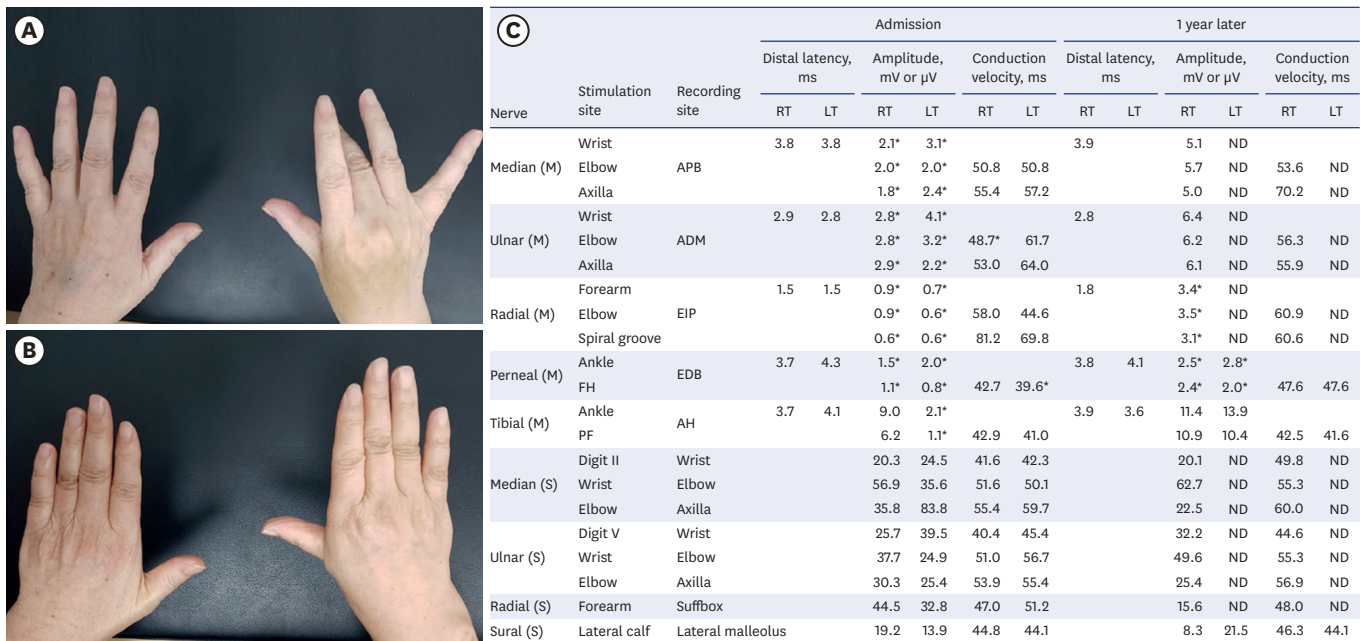 A
B
C
Admission 1 year later
Distal latency, ms Amplitude, mV or μV Conduction velocity, ms Distal latency, ms Amplitude, mV or μV Conduction velocity, ms
Nerve Stimulation site Recording site RT LT RT LT RT LT RT LT RT LT RT LT
Median (M) APB
Wrist 3.8 3.8 2.1* 3.1* 3.9 5.1 ND
Elbow 2.0* 2.0* 50.8 50.8 5.7 ND 53.6 ND
Axilla 1.8* 2.4* 55.4 57.2 5.0 ND 70.2 ND
Ulnar (M) ADM
Wrist 2.9 2.8 2.8* 4.1* 2.8 6.4 ND
Elbow 2.8* 3.2* 48.7* 61.7 6.2 ND 56.3 ND
Axilla 2.9* 2.2* 53.0 64.0 6.1 ND 55.9 ND
Radial (M) EIP
Forearm 1.5 1.5 0.9* 0.7* 1.8 3.4* ND
Elbow 0.9* 0.6* 58.0 44.6 3.5* ND 60.9 ND
Spiral groove 0.6* 0.6* 81.2 69.8 3.1* ND 60.6 ND
Perneal (M) EDB
Ankle 3.7 4.3 1.5* 2.0* 3.8 4.1 2.5* 2.8*
FH 1.1* 0.8* 42.7 39.6* 2.4* 2.0* 47.6 47.6
Tibial (M) AH
Ankle 3.7 4.1 9.0 2.1* 3.9 3.6 11.4 13.9
PF 6.2 1.1* 42.9 41.0 10.9 10.4 42.5 41.6
Median (S)
Digit II Wrist 20.3 24.5 41.6 42.3 20.1 ND 49.8 ND
Wrist Elbow 56.9 35.6 51.6 50.1 62.7 ND 55.3 ND
Elbow Axilla 35.8 83.8 55.4 59.7 22.5 ND 60.0 ND
Ulnar (S)
Digit V Wrist 25.7 39.5 40.4 45.4 32.2 ND 44.6 ND
Wrist Elbow 37.7 24.9 51.0 56.7 49.6 ND 55.3 ND
Elbow Axilla 30.3 25.4 53.9 55.4 25.4 ND 56.9 ND
Radial (S) Forearm Suffbox 44.5 32.8 47.0 51.2 15.6 ND 48.0 ND
Sural (S) Lateral calf Lateral malleolus 19.2 13.9 44.8 44.1 8.3 21.5 46.3 44.1